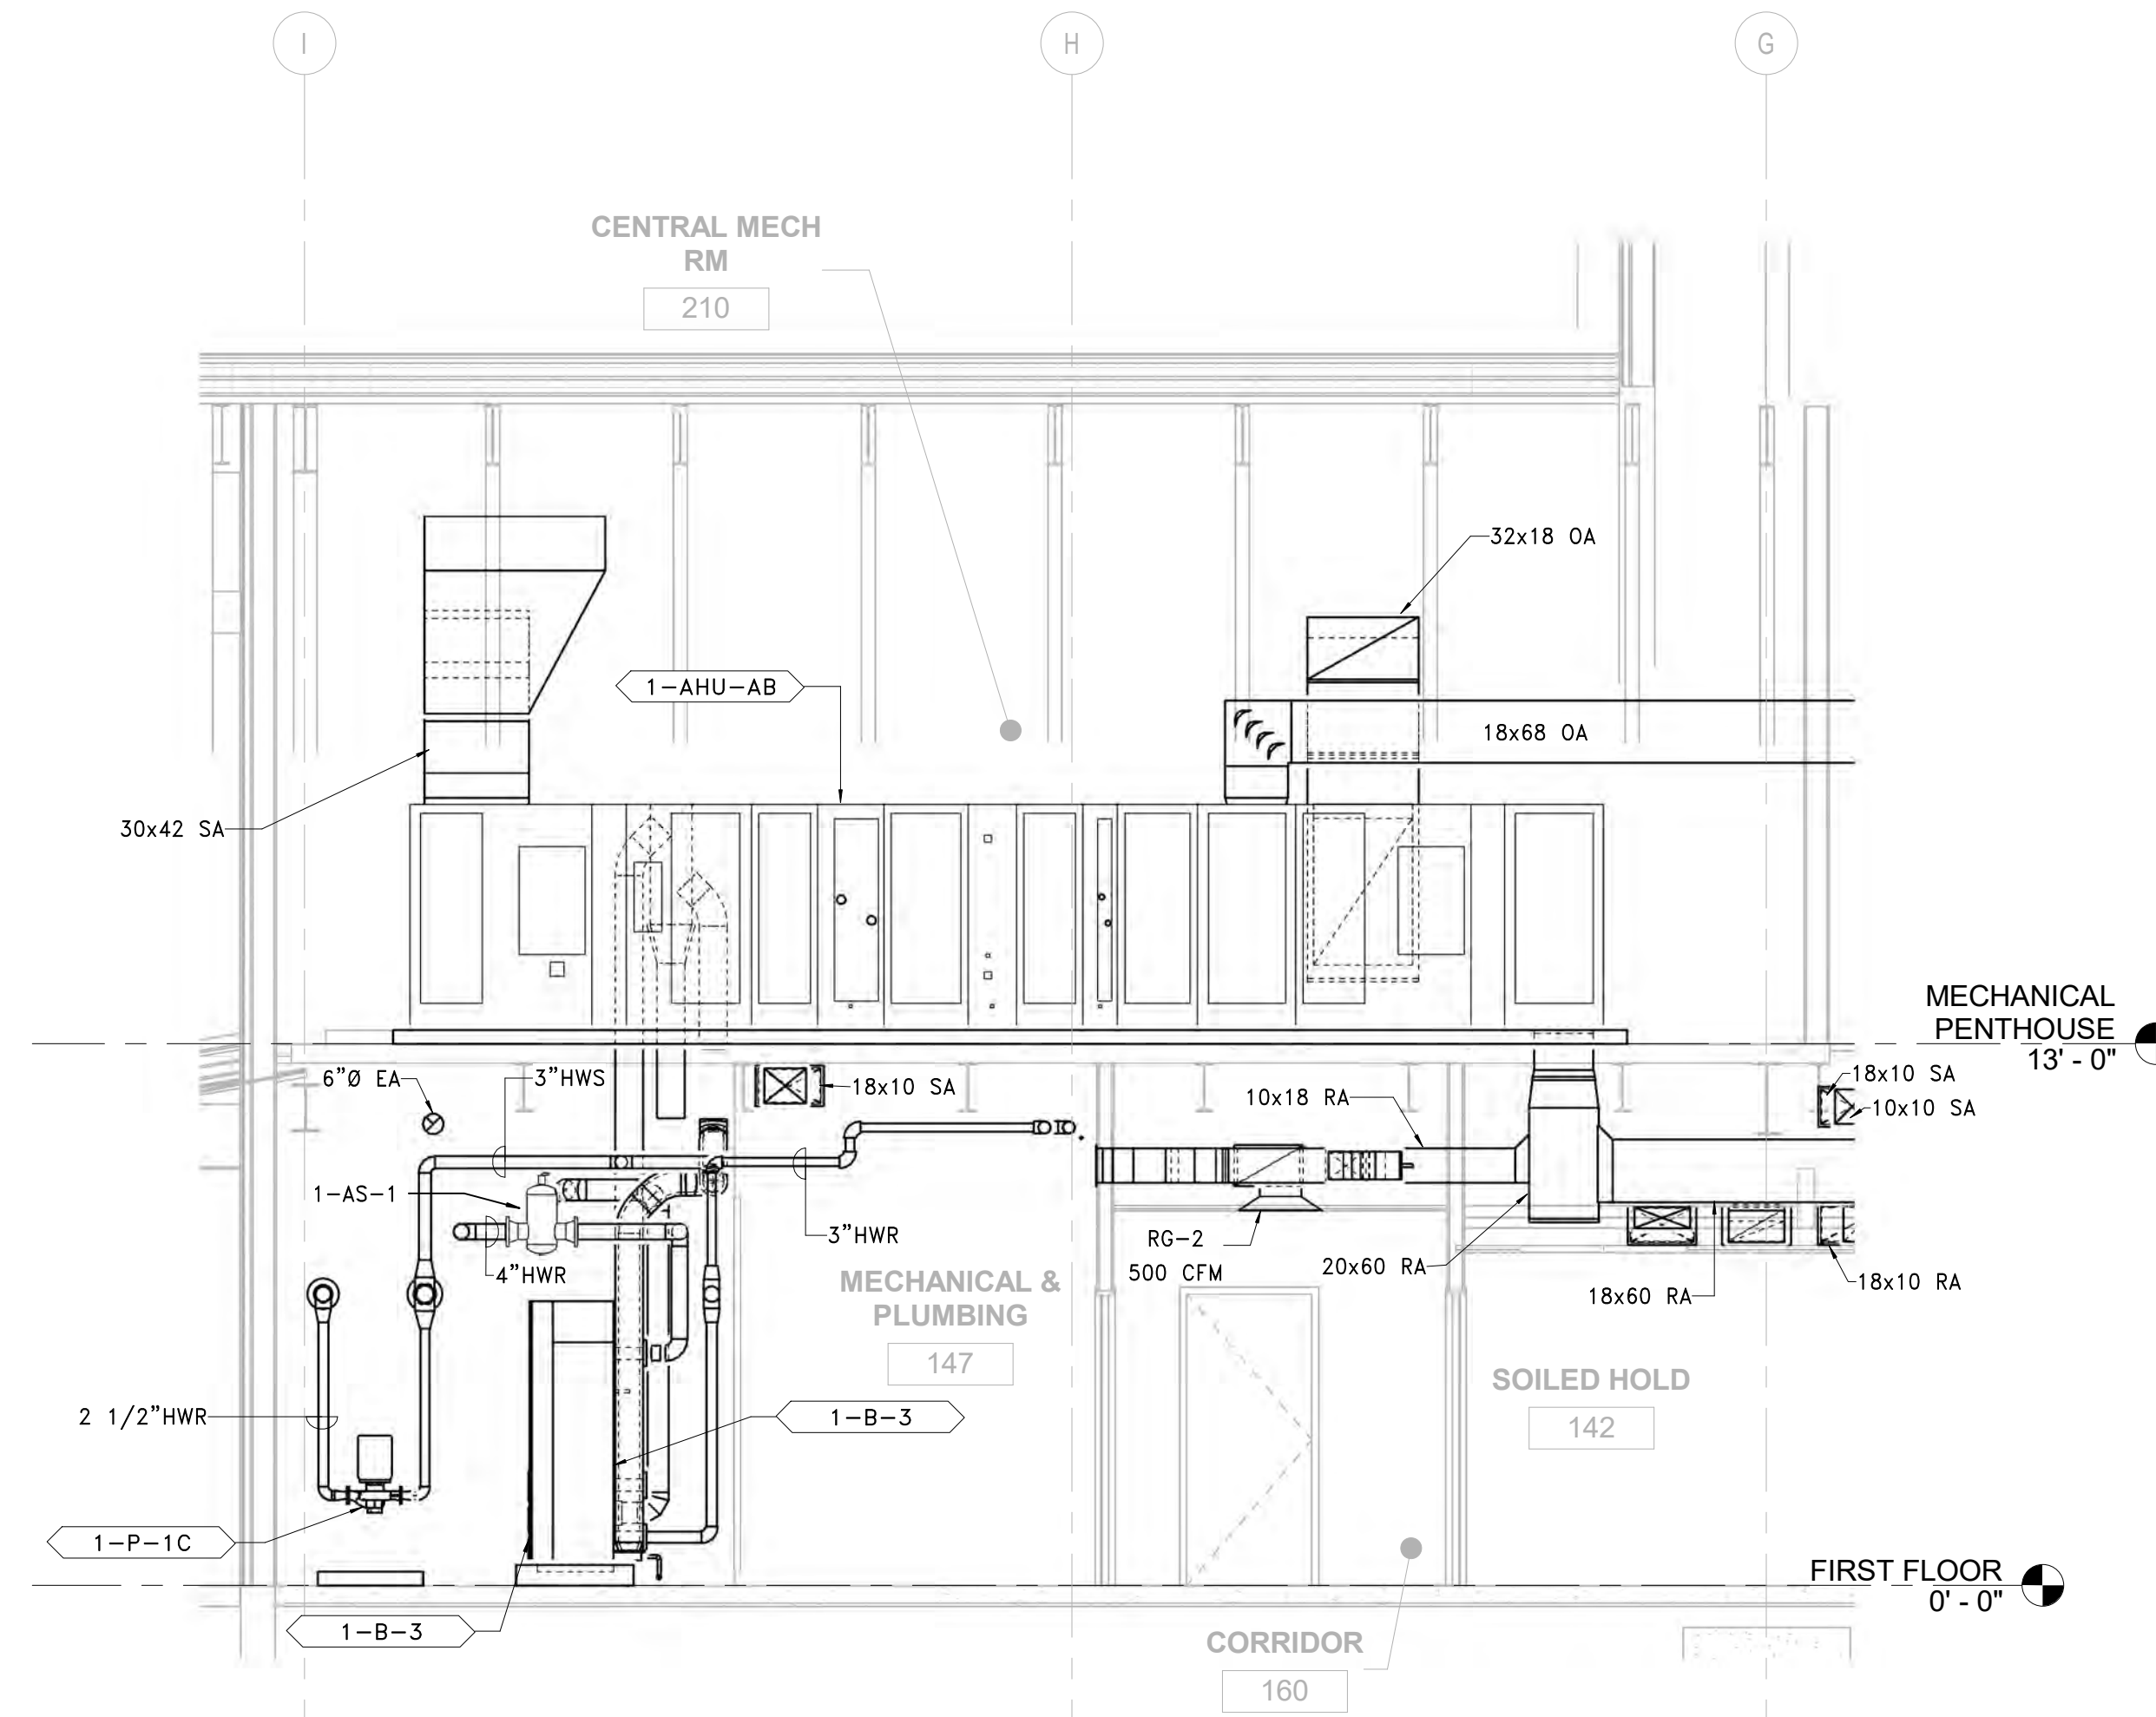 I
H
G
CENTRAL MECH
RM
210
32x18 OA
1-AHU-AB
18x68 OA
30x42 SA
MECHANICAL
PENTHOUSE
13' - 0"
6"Ø EA
3"HWS
18x10 SA
10x18 RA
18x10 SA
10x10 SA
1-AS-1
3"HWR
4"HWR
RG-2
500 CFM
20x60 RA
18x60 RA
18x10 RA
MECHANICAL &
PLUMBING
147
SOILED HOLD
142
2 1/2"HWR
1-B-3
1-P-1C
FIRST FLOOR
0' - 0"
1-B-3
CORRIDOR
160